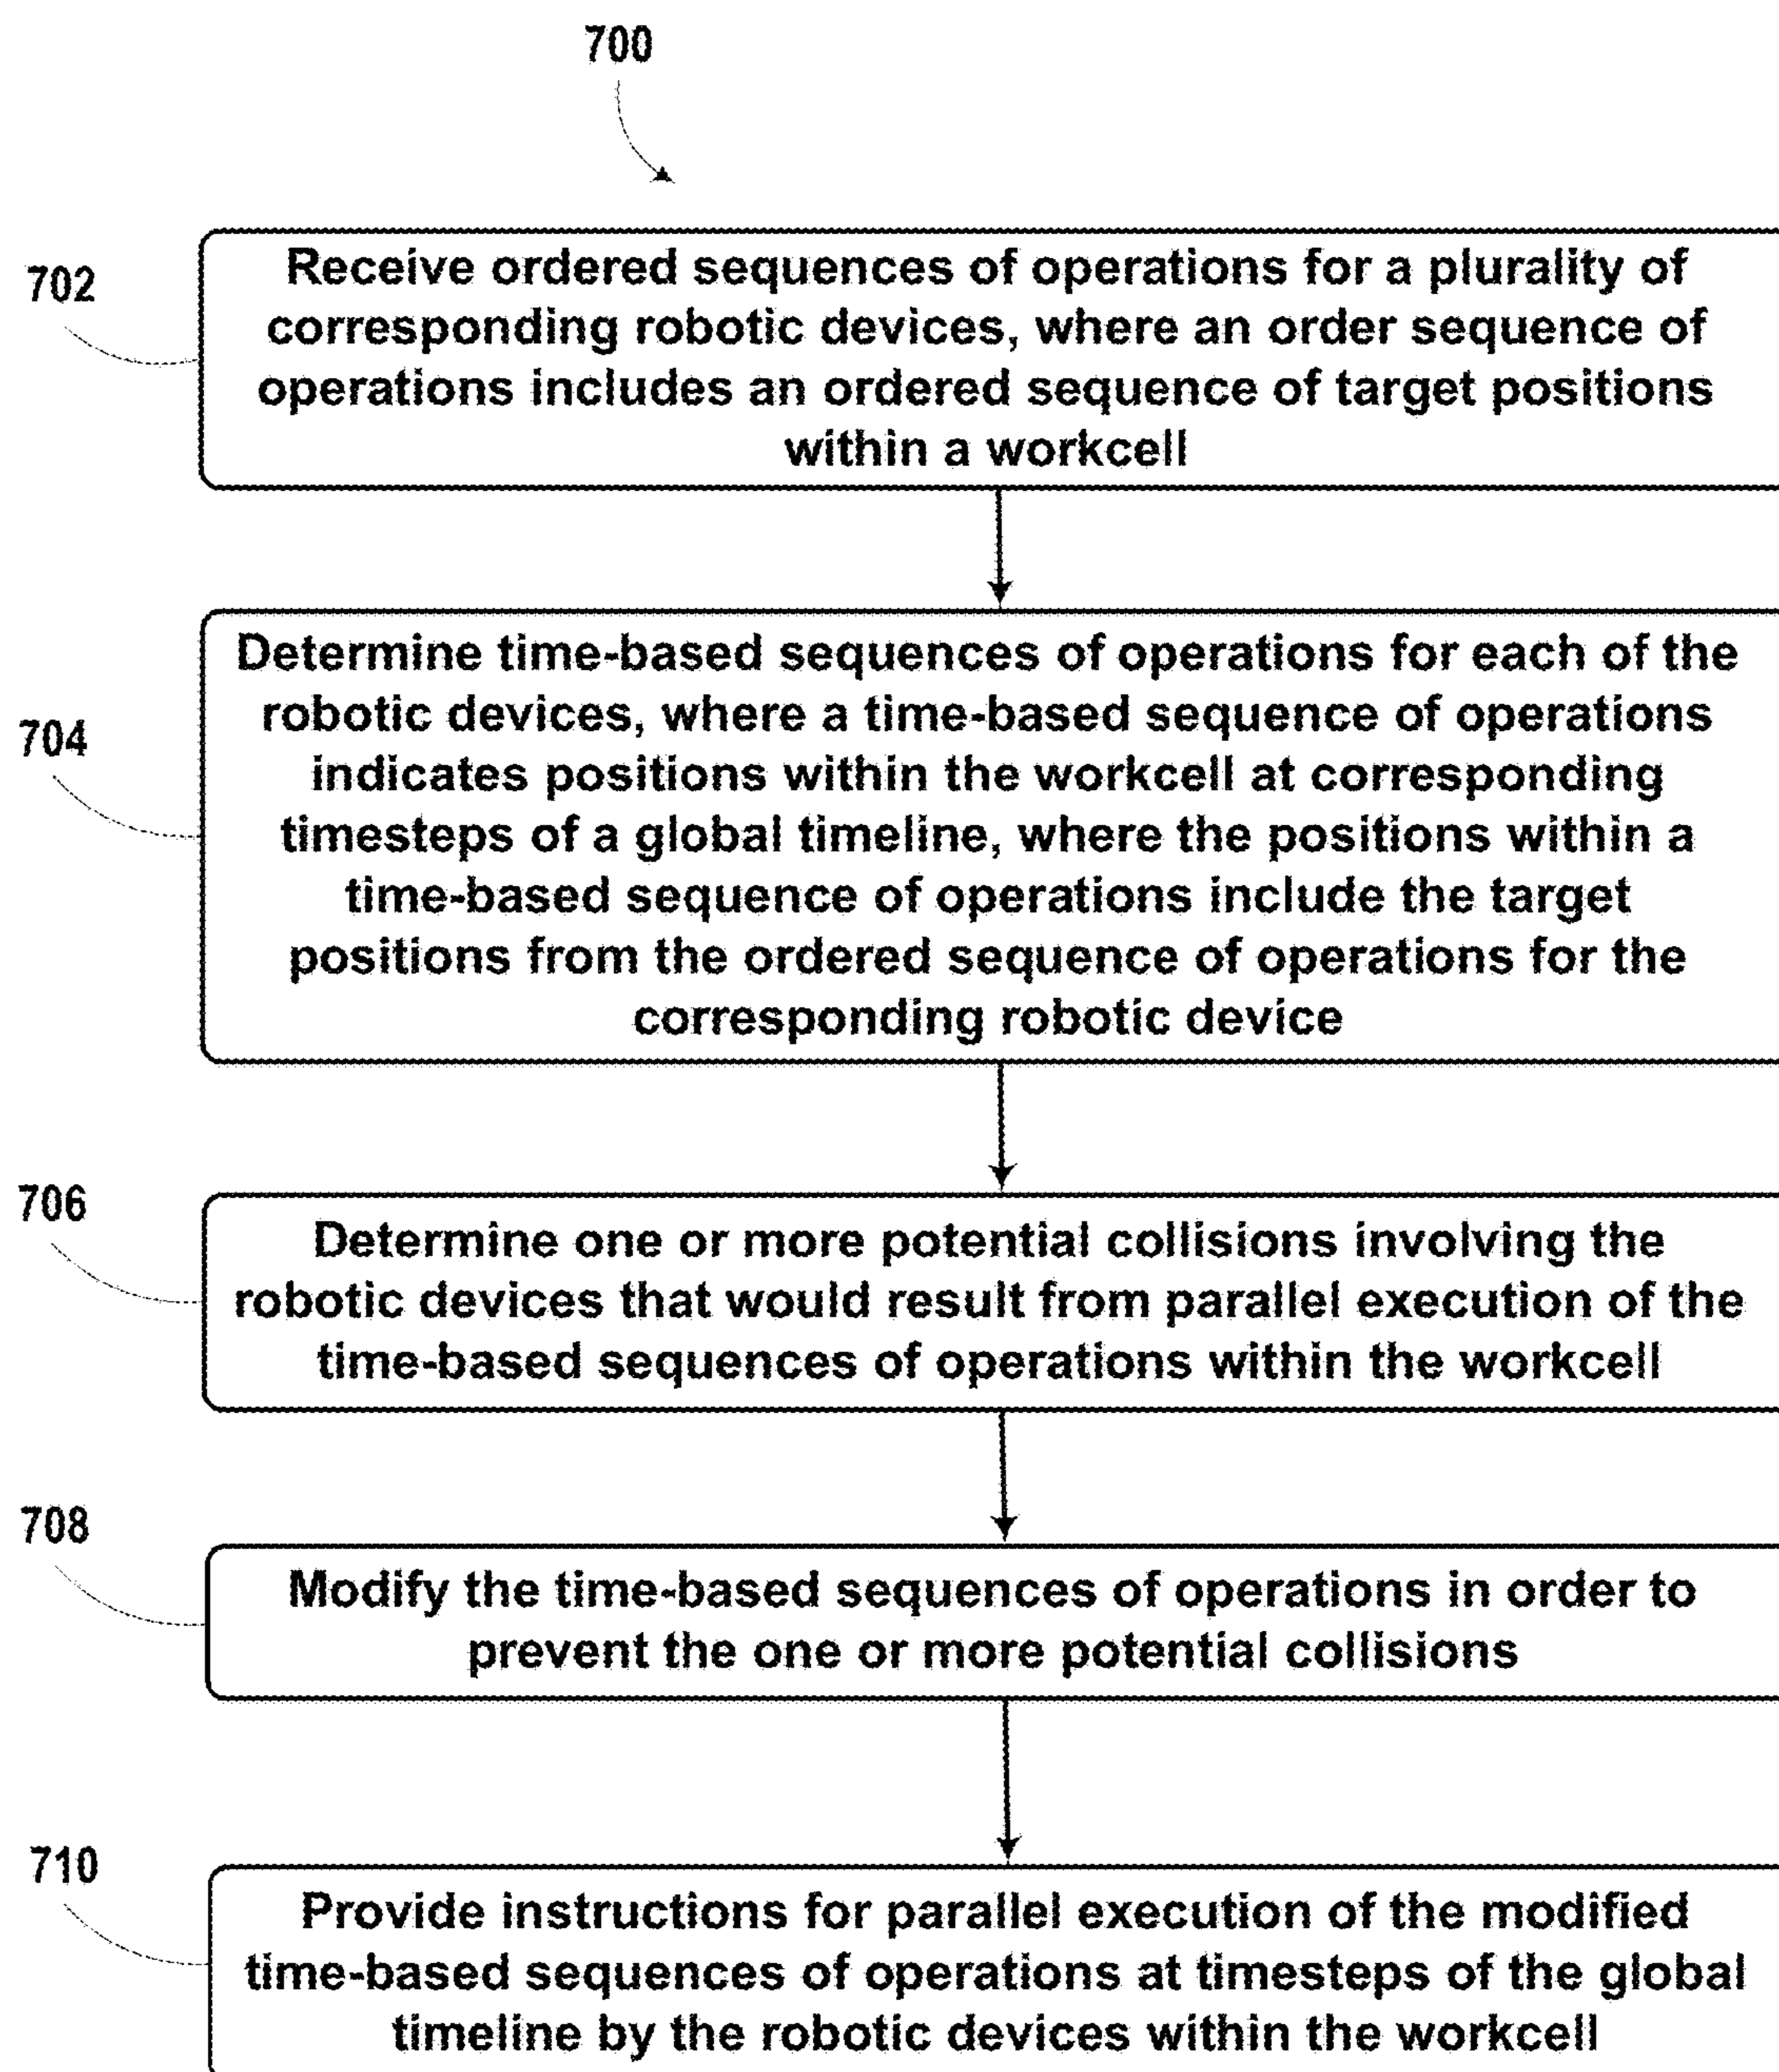 700
702
Receive ordered sequences of operations for a plurality of
corresponding robotic devices, where an order sequence of
operations includes an ordered sequence of target positions
within a workcell
704
Determine time-based sequences of operations for each of the
robotic devices, where a time-based sequence of operations
indicates positions within the workcell at corresponding
timesteps of a global timeline, where the positions within a
time-based sequence of operations include the target
positions from the ordered sequence of operations for the
corresponding robotic device
706
Determine one or more potential collisions involving the
robotic devices that would result from parallel execution of the
time-based sequences of operations within the workcell
708
Modify the time-based sequences of operations in order to
prevent the one or more potential collisions
710
Provide instructions for parallel execution of the modified
time-based sequences of operations at timesteps of the global
timeline by the robotic devices within the workcell